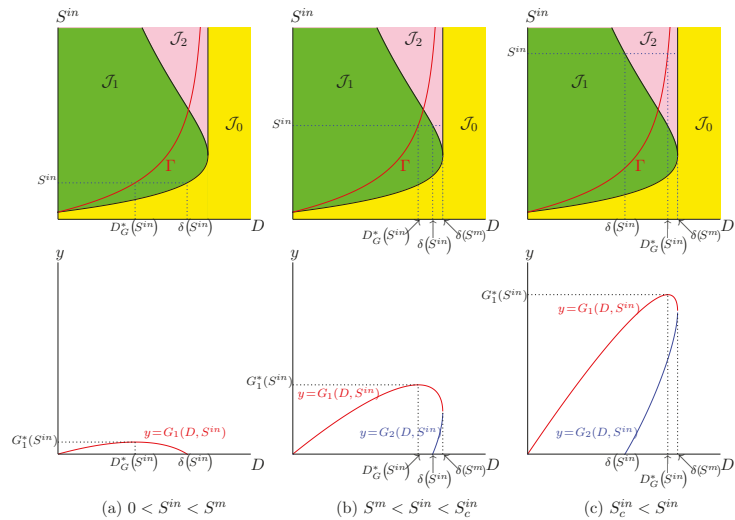 S^{in}
S^{in}
S^{in}
𝒥_2
𝒥_2
𝒥_2
S^{in}
𝒥_1
𝒥_1
𝒥_1
𝒥_0
𝒥_0
𝒥_0
S^{in}
Γ
Γ
Γ
S^{in}
D
D
D
D^*_G(S^{in})
δ(S^{in})
D^*_G(S^{in})
δ(S^{in})
δ(S^m)
δ(S^{in})
D^*_G(S^{in})
δ(S^m)
y
y
y
G^*_1(S^{in})
y=G_1(D, S^{in})
G^*_1(S^{in})
y=G_1(D, S^{in})
y=G_2(D, S^{in})
G^*_1(S^{in})
y=G_1(D, S^{in})
y=G_2(D, S^{in})
D
D
D
D^*_G(S^{in})
δ(S^{in})
D^*_G(S^{in})
δ(S^{in})
δ(S^m)
δ(S^{in})
D^*_G(S^{in})
δ(S^m)
(a) 0 < S^{in} < S^m
(b) S^m < S^{in} < S^{in}_c
(c) S^{in}_c < S^{in}